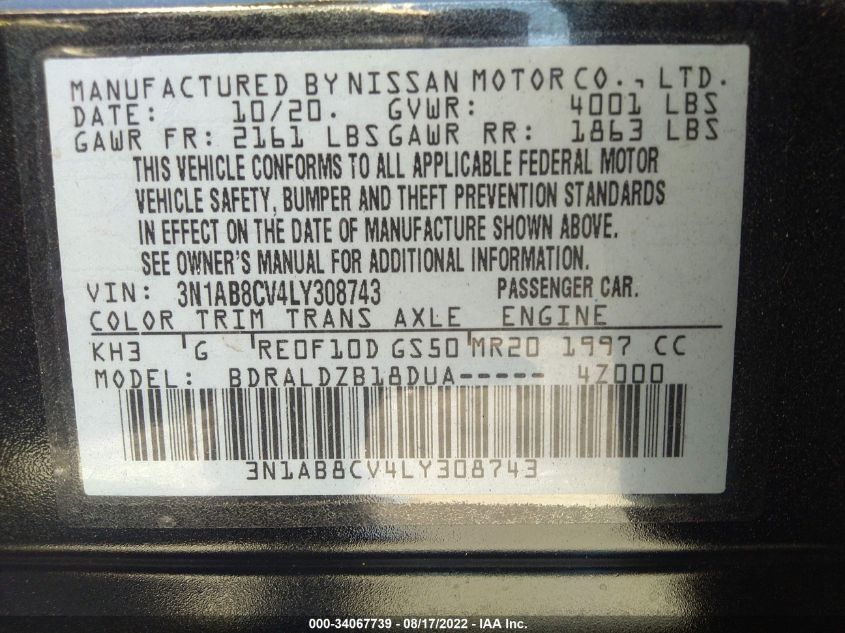 MANUFACTURED BY NISSAN MOTOR CO., LTD.
DATE: 10/20. GVWR: 4001 LBS
GAWR FR: 2161 LBS GAWR RR: 1863 LBS
THIS VEHICLE CONFORMS TO ALL APPLICABLE FEDERAL MOTOR
VEHICLE SAFETY, BUMPER AND THEFT PREVENTION STANDARDS
IN EFFECT ON THE DATE OF MANUFACTURE SHOWN ABOVE.
SEE OWNER'S MANUAL FOR ADDITIONAL INFORMATION.
VIN: 3N1AB8CV4LY308743 PASSENGER CAR.
COLOR TRIM TRANS AXLE ENGINE
KH3 G RE0F10D GS50 MR20 1997 CC
MODEL: BDRALDZB18DUA----- 4Z000
3N1AB8CV4LY308743
000-34067739 - 08/17/2022 - IAA Inc.